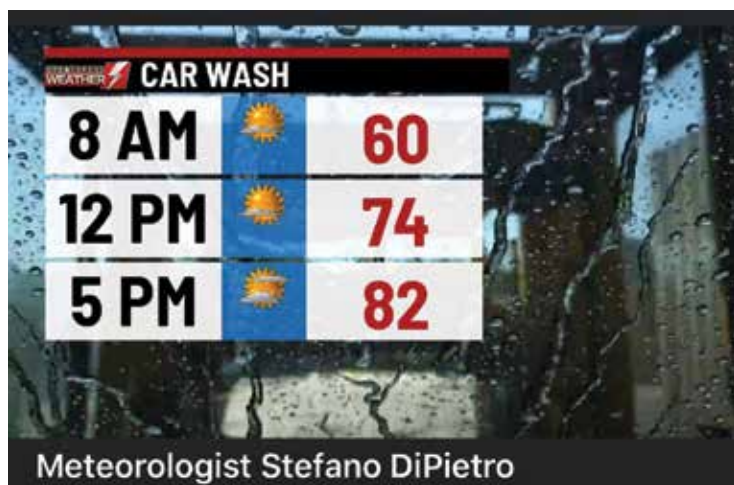 WEATHER CAR WASH
8 AM 60
12 PM 74
5 PM 82
Meteorologist Stefano DiPietro